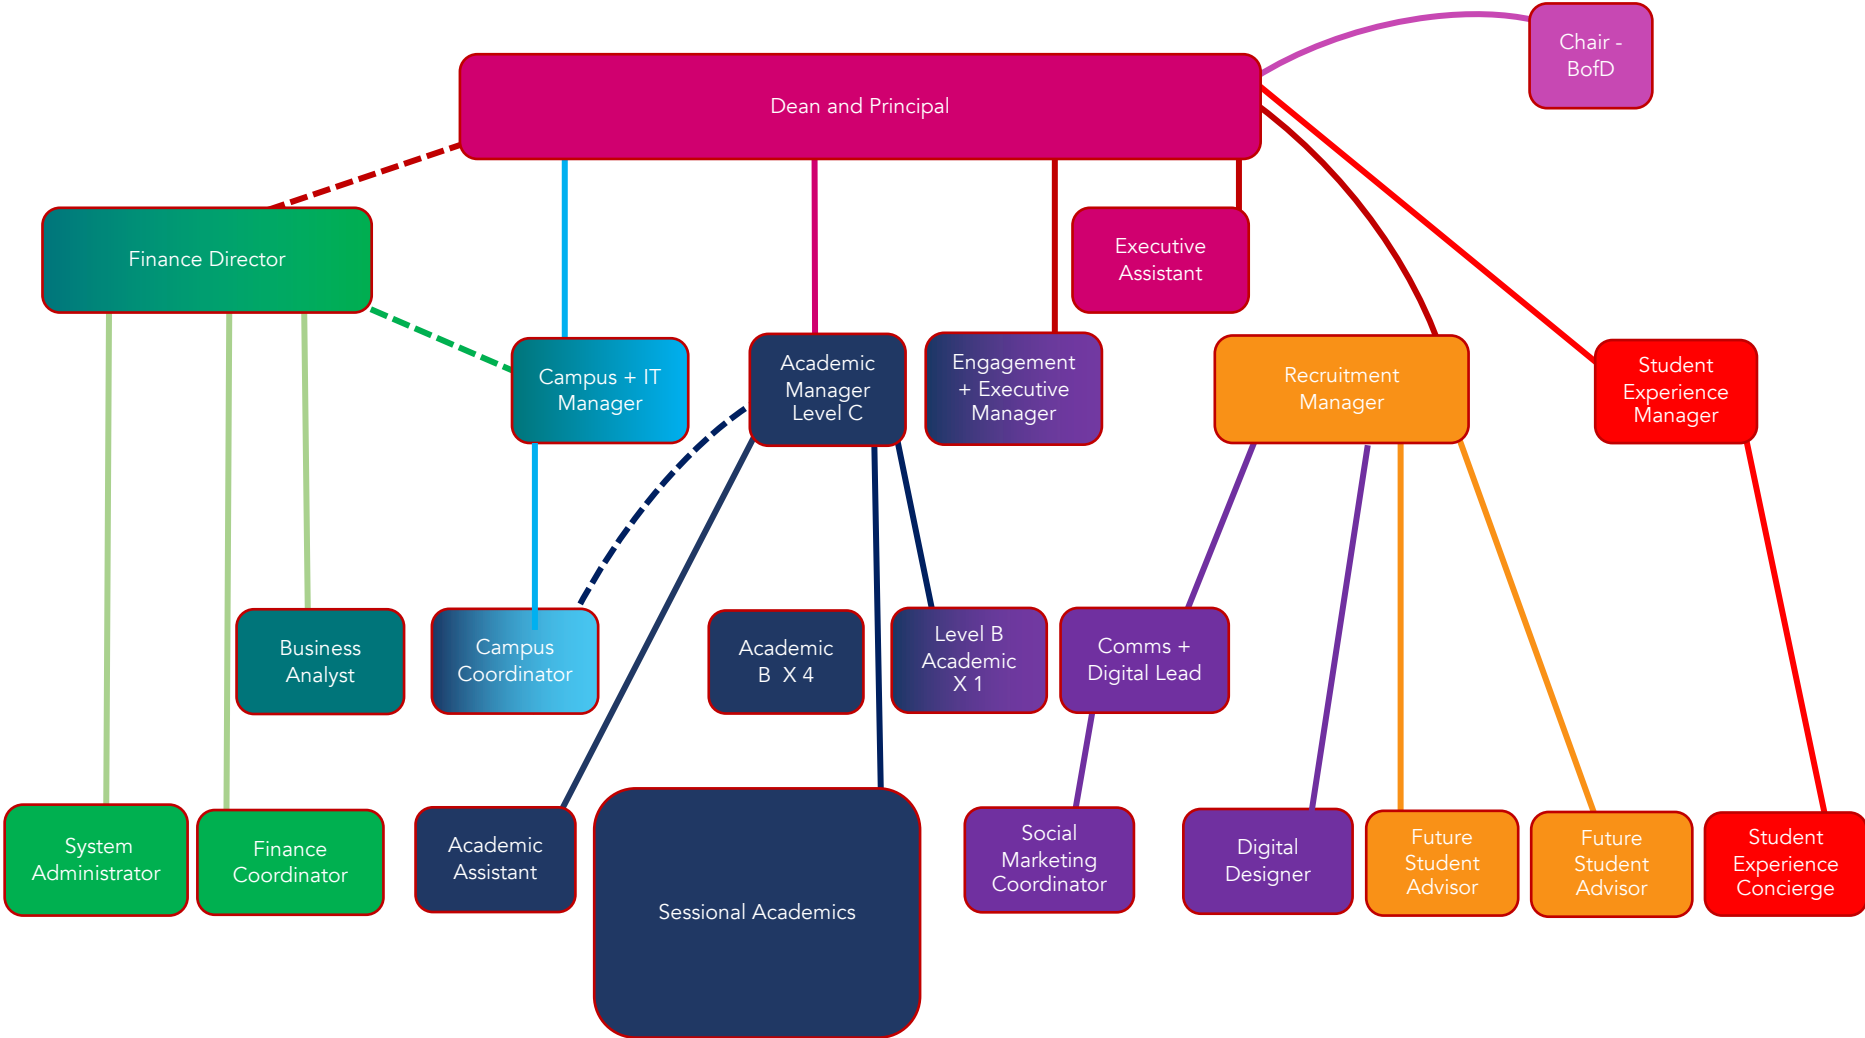 Chair -
BofD
Dean and Principal
Finance Director
Executive
Assistant
Campus + IT
Manager
Academic
Manager
Level C
Engagement
+ Executive
Manager
Recruitment
Manager
Student
Experience
Manager
Business
Analyst
Campus
Coordinator
Academic
B X 4
Level B
Academic
X 1
Comms +
Digital Lead
System
Administrator
Finance
Coordinator
Academic
Assistant
Sessional Academics
Social
Marketing
Coordinator
Digital
Designer
Future
Student
Advisor
Future
Student
Advisor
Student
Experience
Concierge